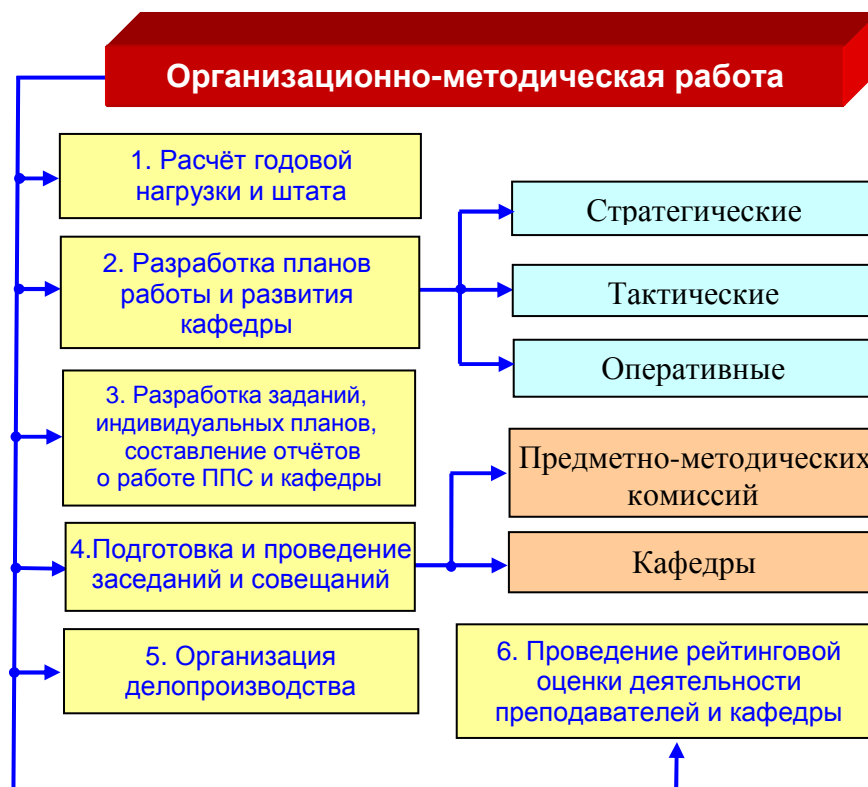 Организационно-методическая работа
1. Расчёт годовой
нагрузки и штата
2. Разработка планов
работы и развития
кафедры
Стратегические
Тактические
Оперативные
3. Разработка заданий,
индивидуальных планов,
составление отчётов
о работе ППС и кафедры
4.Подготовка и проведение
заседаний и совещаний
Предметно-методических
комиссий
Кафедры
5. Организация
делопроизводства
6. Проведение рейтинговой
оценки деятельности
преподавателей и кафедры